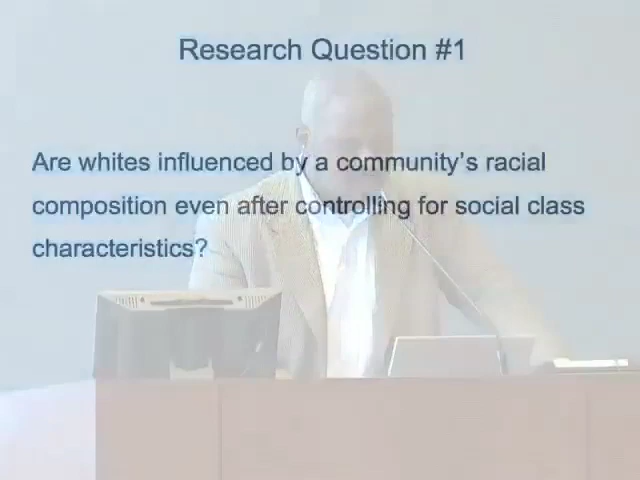 Research Question #1
Are whites influenced by a community's racial
composition even after controlling for social class
characteristics?